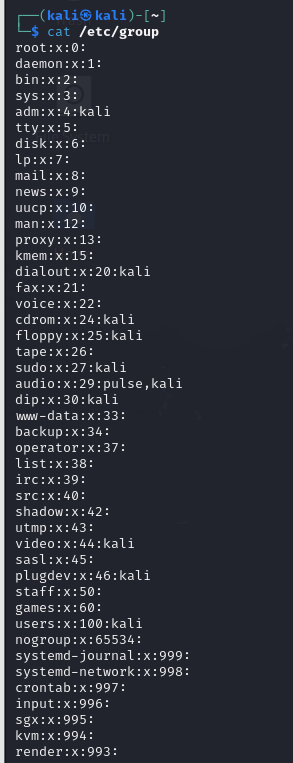 ┌──(kali㉿kali)-[~]
└─$ cat /etc/group
root:x:0:
daemon:x:1:
bin:x:2:
sys:x:3:
adm:x:4:kali
tty:x:5:
disk:x:6:
lp:x:7:
mail:x:8:
news:x:9:
uucp:x:10:
man:x:12:
proxy:x:13:
kmem:x:15:
dialout:x:20:kali
fax:x:21:
voice:x:22:
cdrom:x:24:kali
floppy:x:25:kali
tape:x:26:
sudo:x:27:kali
audio:x:29:pulse,kali
dip:x:30:kali
www-data:x:33:
backup:x:34:
operator:x:37:
list:x:38:
irc:x:39:
src:x:40:
shadow:x:42:
utmp:x:43:
video:x:44:kali
sasl:x:45:
plugdev:x:46:kali
staff:x:50:
games:x:60:
users:x:100:kali
nogroup:x:65534:
systemd-journal:x:999:
systemd-network:x:998:
crontab:x:997:
input:x:996:
sgx:x:995:
kvm:x:994:
render:x:993: